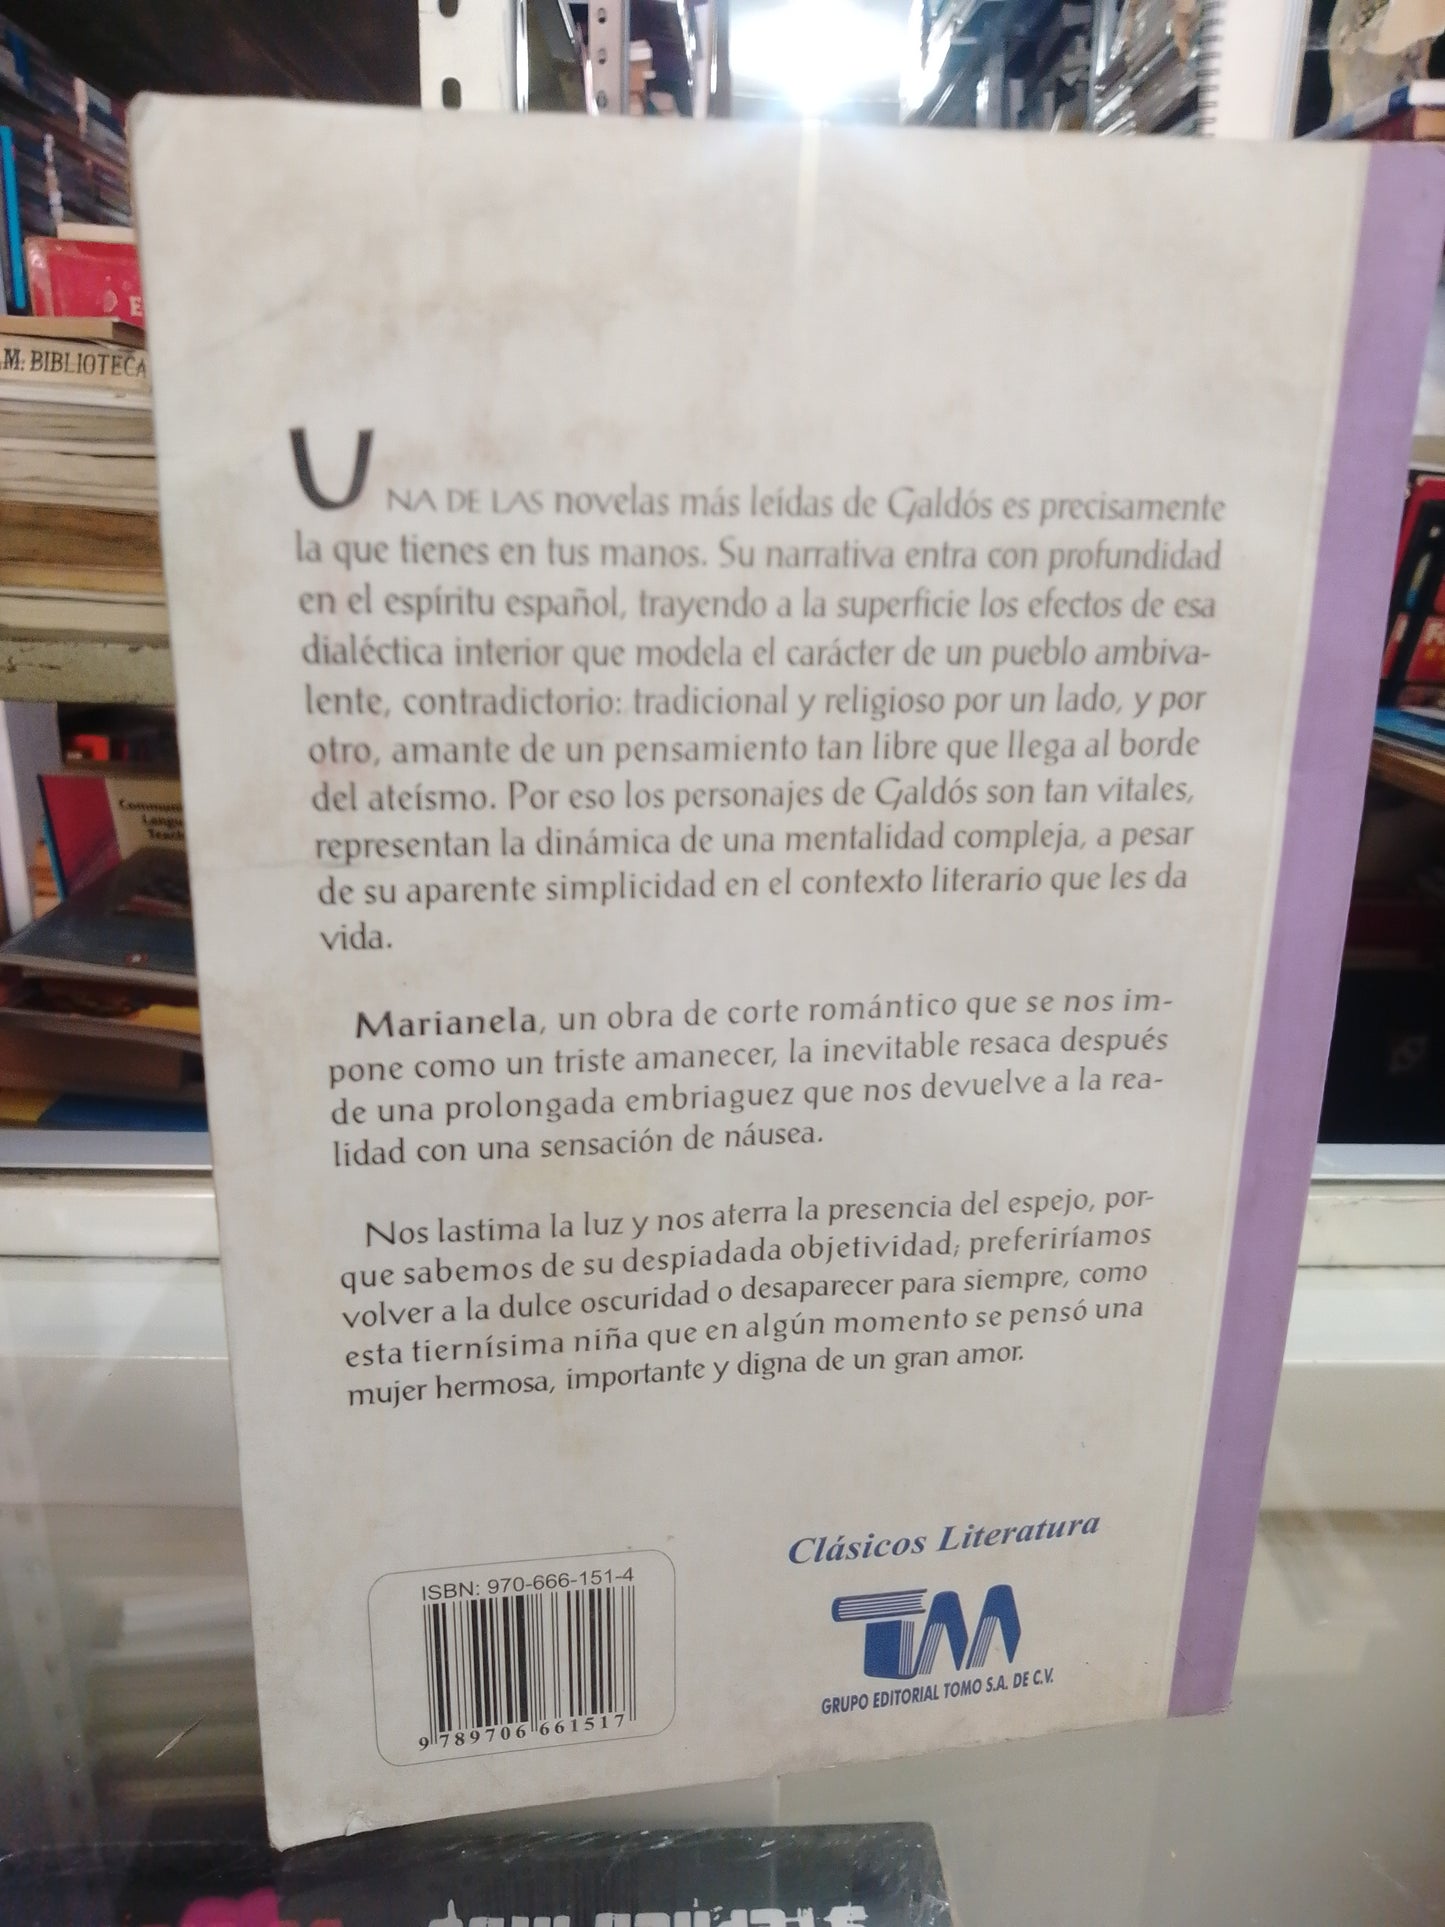 UNA DE LAS novelas más leídas de Galdós es precisamente
la que tienes en tus manos. Su narrativa entra con profundidad
en el espíritu español, trayendo a la superficie los efectos de esa
dialéctica interior que modela el carácter de un pueblo ambiva-
lente, contradictorio: tradicional y religioso por un lado, y por
otro, amante de un pensamiento tan libre que llega al borde
del ateísmo. Por eso los personajes de Galdós son tan vitales,
representan la dinámica de una mentalidad compleja, a pesar
de su aparente simplicidad en el contexto literario que les da
vida.
Marianela, un obra de corte romántico que se nos im-
pone como un triste amanecer, la inevitable resaca después
de una prolongada embriaguez que nos devuelve a la rea-
lidad con una sensación de náusea.
Nos lastima la luz y nos aterra la presencia del espejo, por-
que sabemos de su despiadada objetividad; preferiríamos
volver a la dulce oscuridad o desaparecer para siempre, como
esta tiernísima niña que en algún momento se pensó una
mujer hermosa, importante y digna de un gran amor.
Clásicos Literatura
TM
GRUPO EDITORIAL TOMO S.A. DE C.V.
ISBN: 970-666-151-4
9 789706 661517
M: BIBLIOTECA